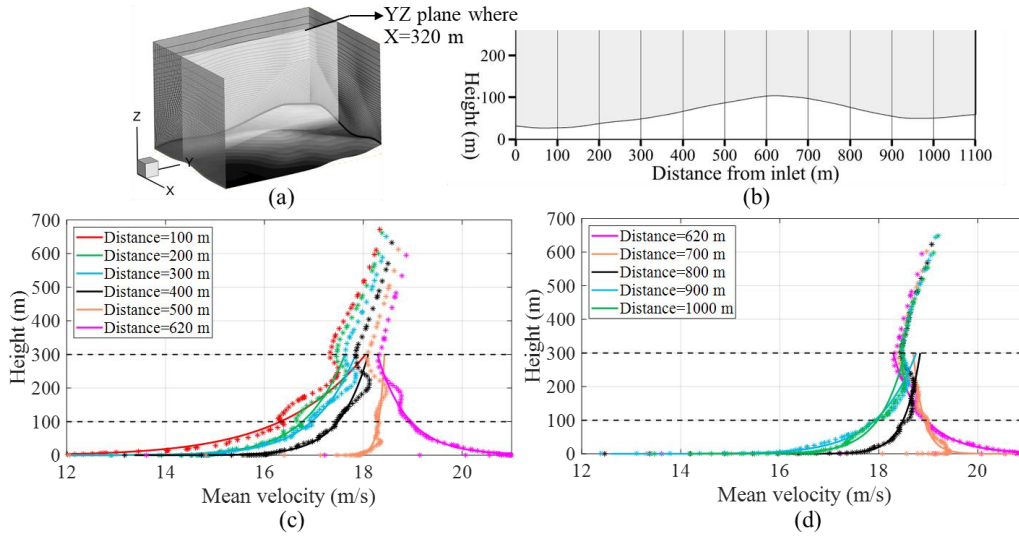 YZ plane where
X=320 m
Z
Y
X
(a)
Height (m)
200
100
0
0 100 200 300 400 500 600 700 800 900 1000 1100
Distance from inlet (m)
(b)
Height (m)
700
600
500
400
300
200
100
0
Distance=100 m
Distance=200 m
Distance=300 m
Distance=400 m
Distance=500 m
Distance=620 m
12 14 16 18 20
Mean velocity (m/s)
(c)
Height (m)
700
600
500
400
300
200
100
0
Distance=620 m
Distance=700 m
Distance=800 m
Distance=900 m
Distance=1000 m
12 14 16 18 20
Mean velocity (m/s)
(d)